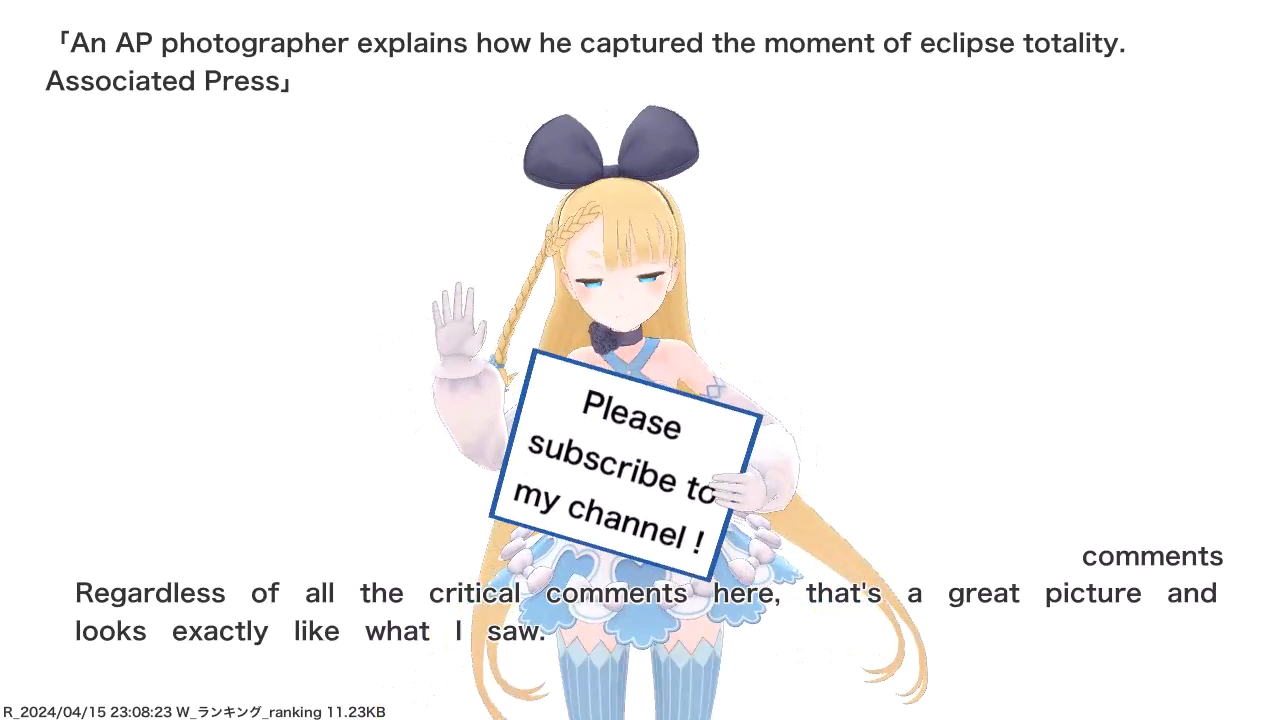 「An AP photographer explains how he captured the moment of eclipse totality.
Associated Press」
Please
subscribe to
my channel !
comments
Regardless of all the critical comments here, that's a great picture and
looks exactly like what I saw.
R_2024/04/15 23:08:23 W_ランキング_ranking 11.23KB